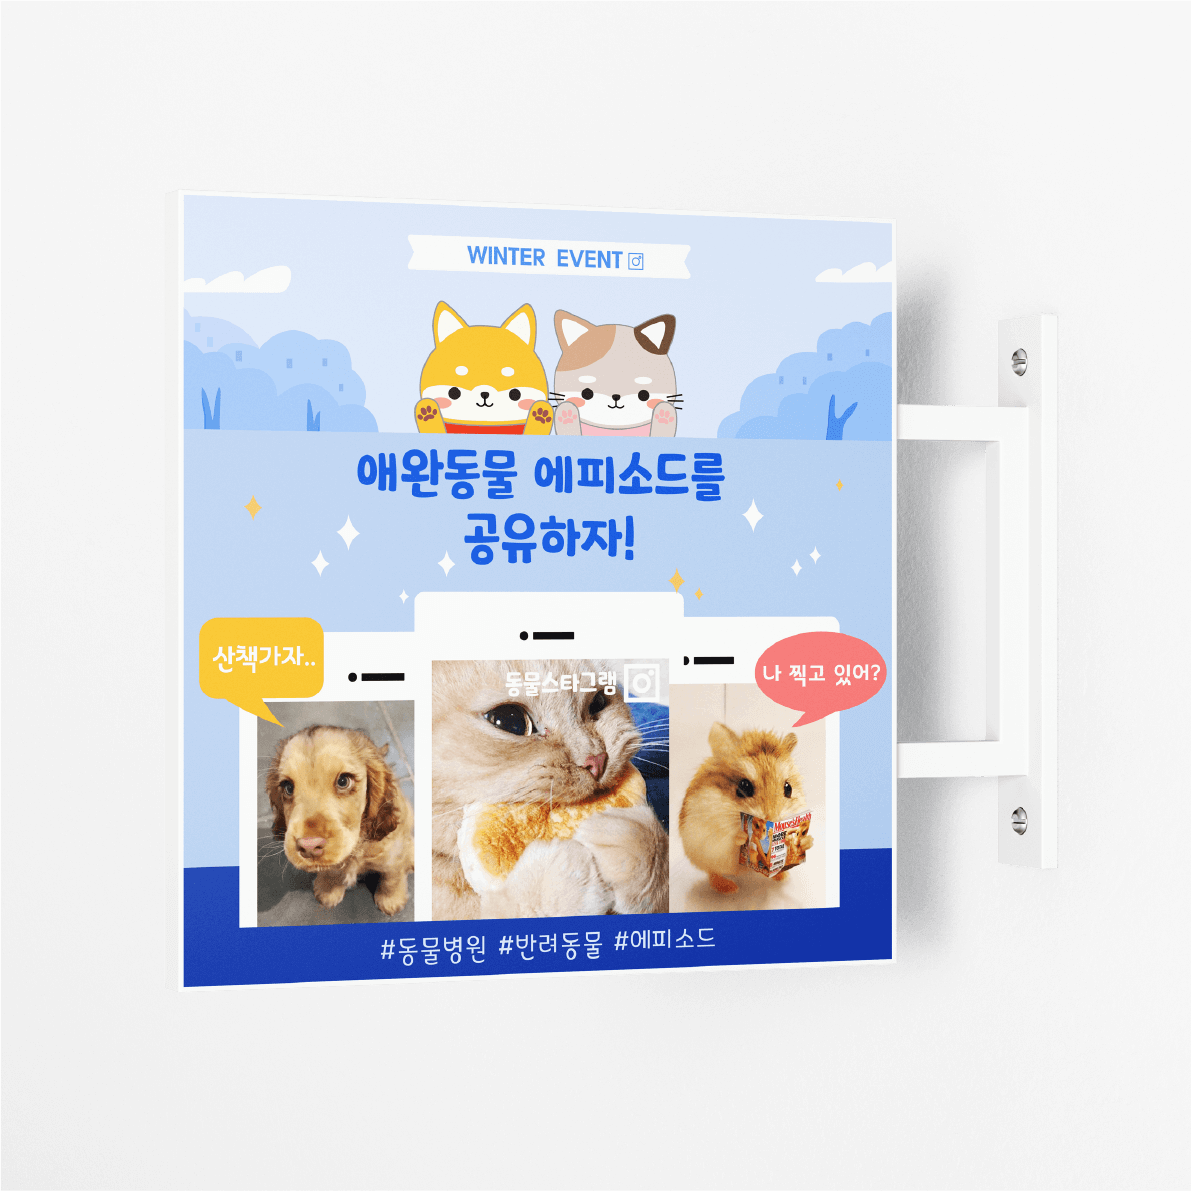 WINTER EVENT
애완동물 에피소드를
공유하자!
산책가자..
동물스타그램
나 찍고 있어?
Mouse&Health
#동물병원 #반려동물 #에피소드